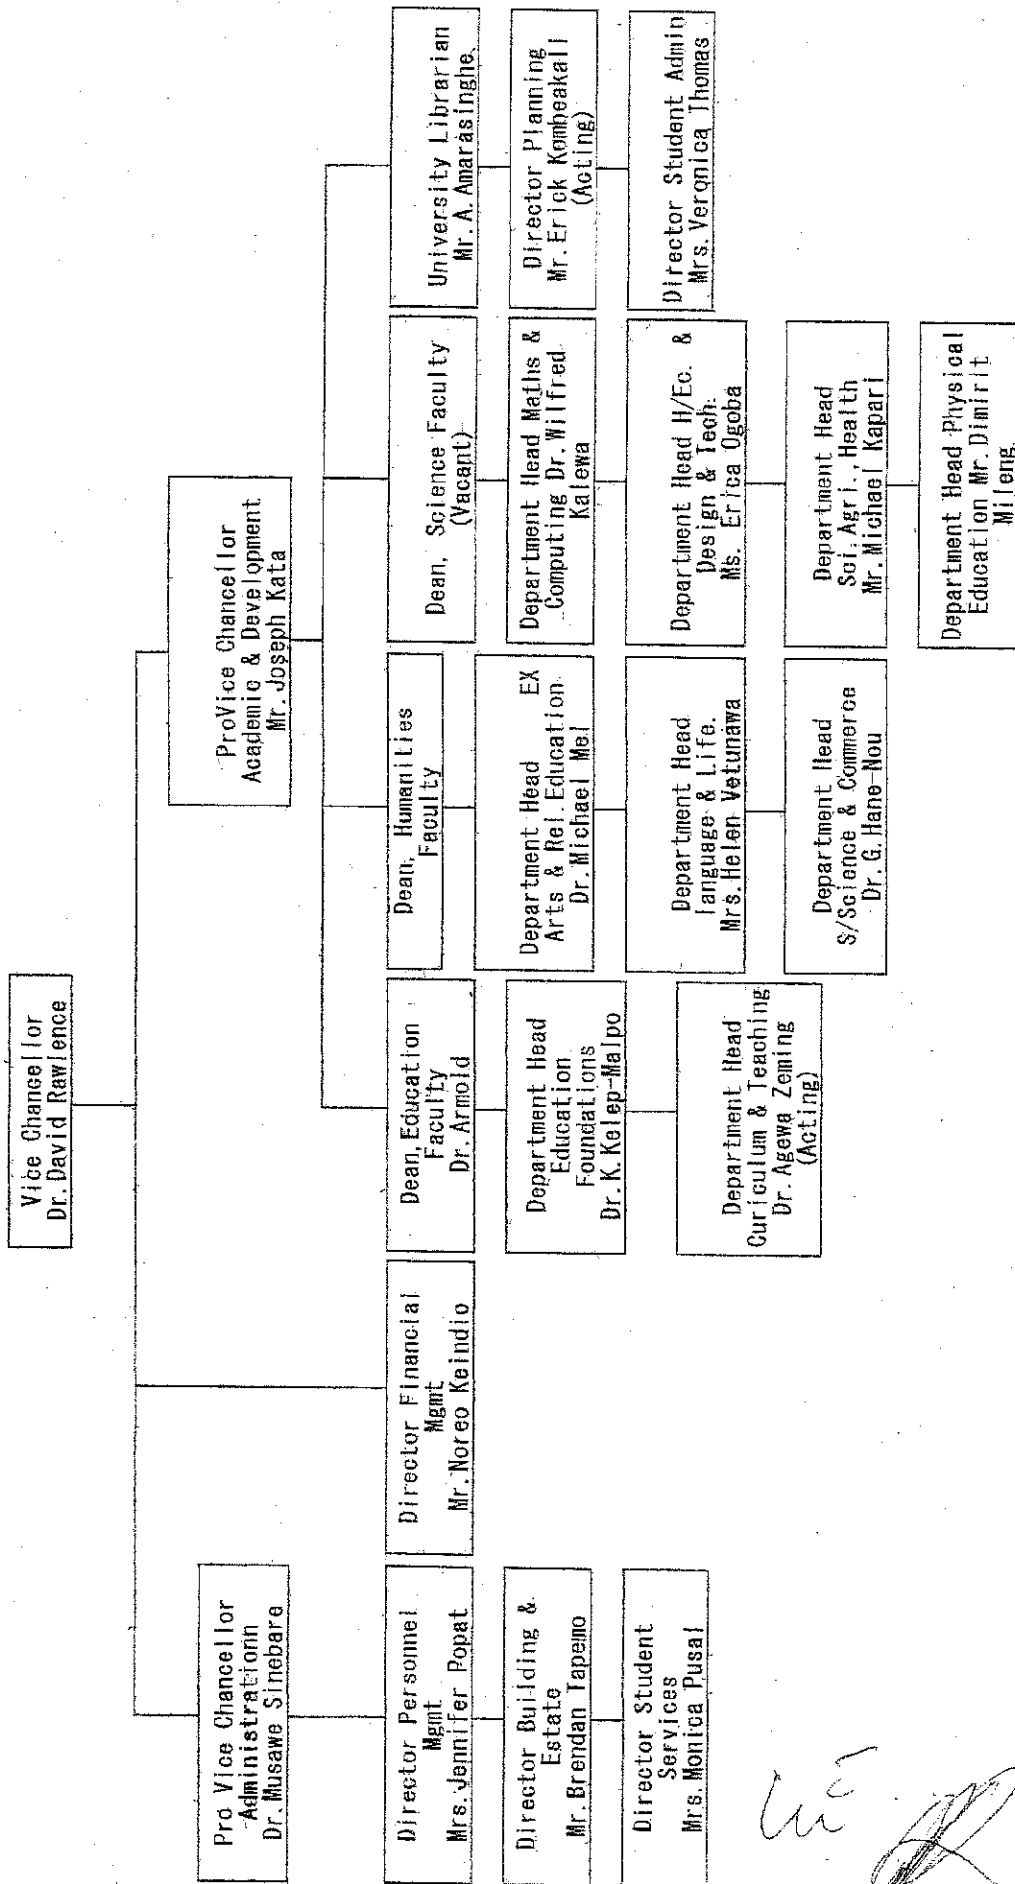 Vice Chancellor
Dr. David Rawlence
Pro Vice Chancellor
Administrationn
Dr. Musawe Sinebare
ProVice Chancellor
Academic & Development
Mr. Joseph Kata
Director Personnel
Mgmt
Mrs. Jennifer Popat
Director Building &
Estate
Mr. Brendan Tapemo
Director Student
Services
Mrs. Monica Pusal
Director Financial
Mgmt
Mr. Noreo Keindio
Dean, Education
Faculty
Dr. Armold
Department Head
Education
Foundations
Dr. K. Kelep-Malpo
Department Head
Curiculum & Teaching
Dr. Agewa Zeming
(Acting)
Dean, Humanities
Faculty
Department Head EX
Arts & Rel. Education
Dr. Michael Mel
Department Head
language & Life.
Mrs. Helen Vetunawa
Department Head
S/Science & Commerce
Dr. G. Hane-Nou
Dean, Science Faculty
(Vacant)
Department Head Maths &
Computing Dr. Wilfred
Kalewa
Department Head H/Ec. &
Design & Tech.
Ms. Erica Ogoba
Department Head
Sci. Agri., Health
Mr. Michael Kapari
Department Head Physical
Education Mr. Dimirit
Mileng.
University Librarian
Mr. A. Amarasinghe
Director Planning
Mr. Erick Kombeakali
(Acting)
Director Student Admin
Mrs. Veronica Thomas